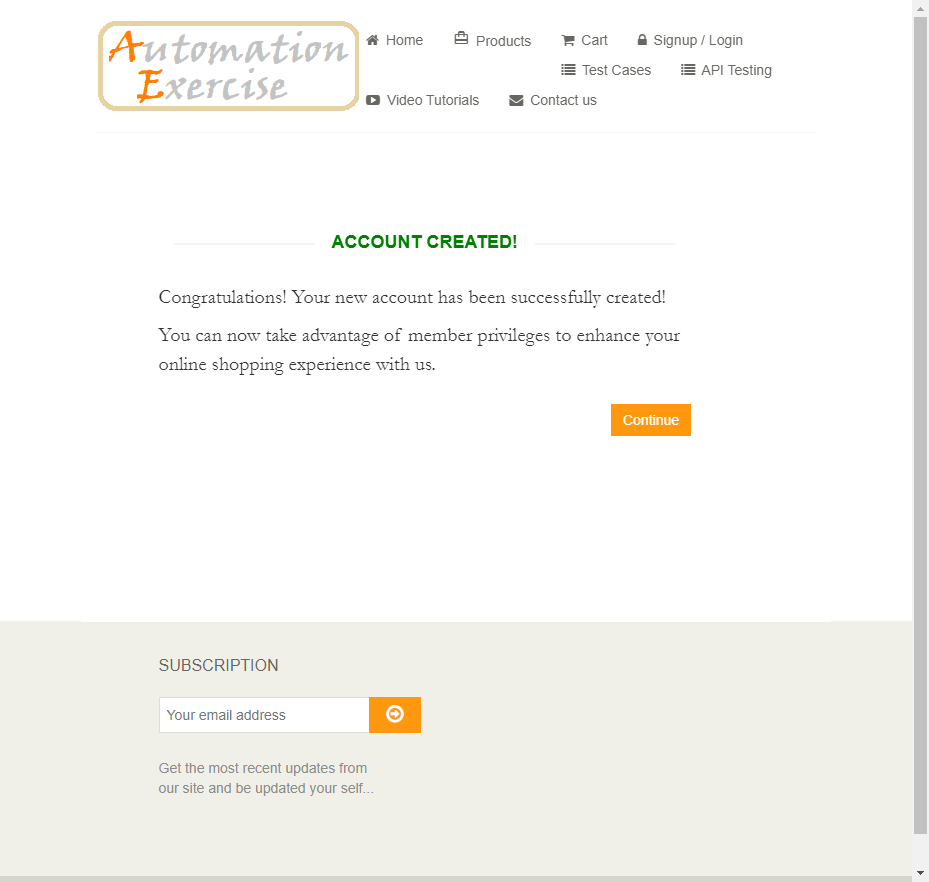 Automation
Exercise
Home Products Cart Signup / Login
Test Cases API Testing
Video Tutorials Contact us
ACCOUNT CREATED!
Congratulations! Your new account has been successfully created!
You can now take advantage of member privileges to enhance your
online shopping experience with us.
Continue
SUBSCRIPTION
Your email address
Get the most recent updates from
our site and be updated your self...